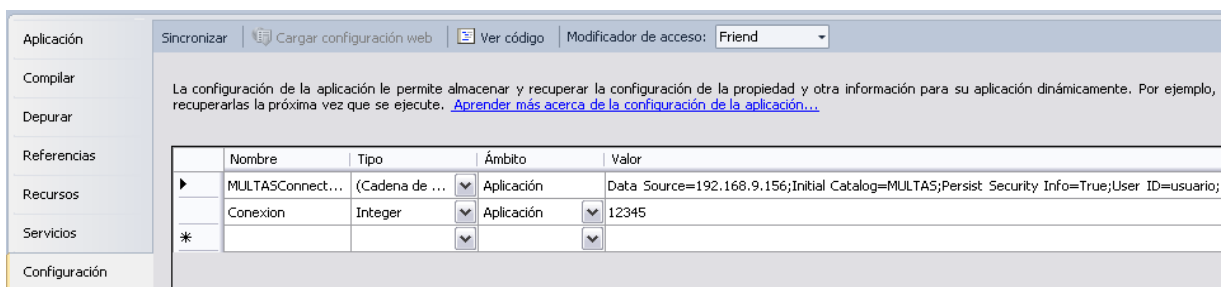 Aplicación
Compilar
Depurar
Referencias
Recursos
Servicios
Configuración
Sincronizar Cargar configuración web Ver código Modificador de acceso: Friend
La configuración de la aplicación le permite almacenar y recuperar la configuración de la propiedad y otra información para su aplicación dinámicamente. Por ejemplo,
recuperarlas la próxima vez que se ejecute. Aprender más acerca de la configuración de la aplicación...
Nombre Tipo Ámbito Valor
MULTASConnect... (Cadena de ... Aplicación Data Source=192.168.9.156;Initial Catalog=MULTAS;Persist Security Info=True;User ID=usuario;
Conexion Integer Aplicación 12345